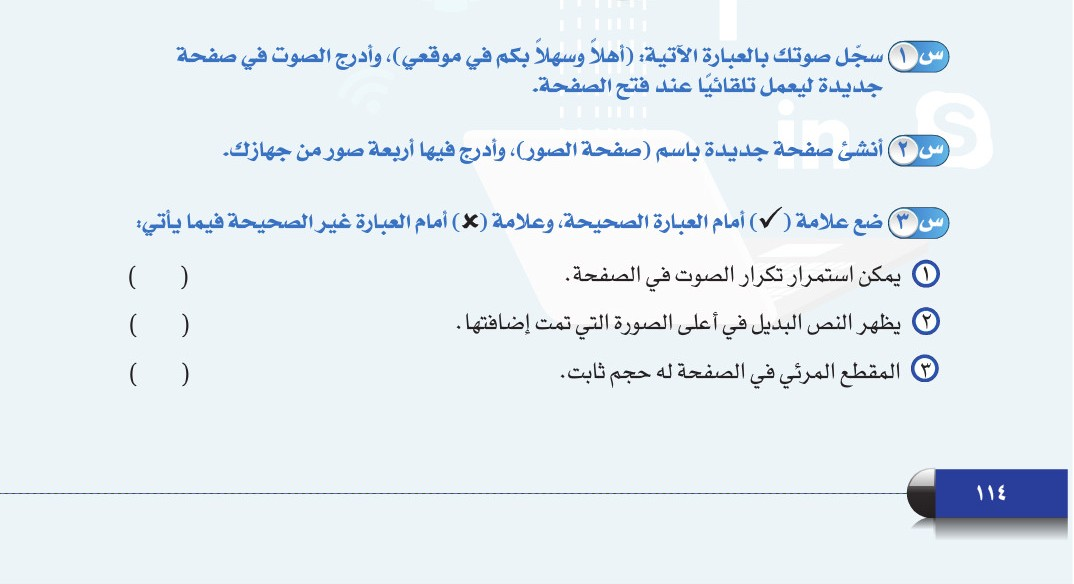 س١ سجّل صوتك بالعبارة الآتية: (أهلاً وسهلاً بكم في موقعي)، وأدرج الصوت في صفحة
جديدة ليعمل تلقائيًا عند فتح الصفحة.
س٢ أنشئ صفحة جديدة باسم (صفحة الصور)، وأدرج فيها أربعة صور من جهازك.
س٣ ضع علامة (✓) أمام العبارة الصحيحة، وعلامة (✗) أمام العبارة غير الصحيحة فيما يأتي:
١ يمكن استمرار تكرار الصوت في الصفحة. ( )
٢ يظهر النص البديل في أعلى الصورة التي تمت إضافتها. ( )
٣ المقطع المرئي في الصفحة له حجم ثابت. ( )
in
S
١١٤